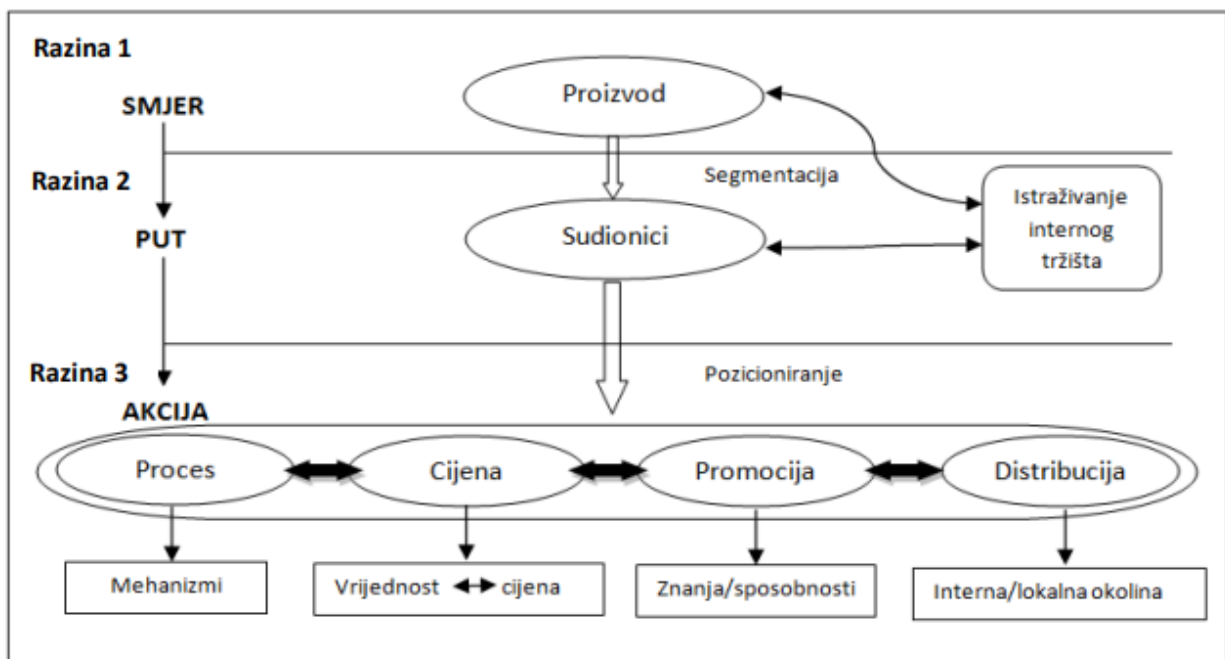 Razina 1
SMJER
Proizvod
Razina 2
Segmentacija
PUT
Sudionici
Istraživanje
internog
tržišta
Razina 3
Pozicioniranje
AKCIJA
Proces
Cijena
Promocija
Distribucija
Mehanizmi
Vrijednost cijena
Znanja/sposobnosti
Interna/lokalna okolina